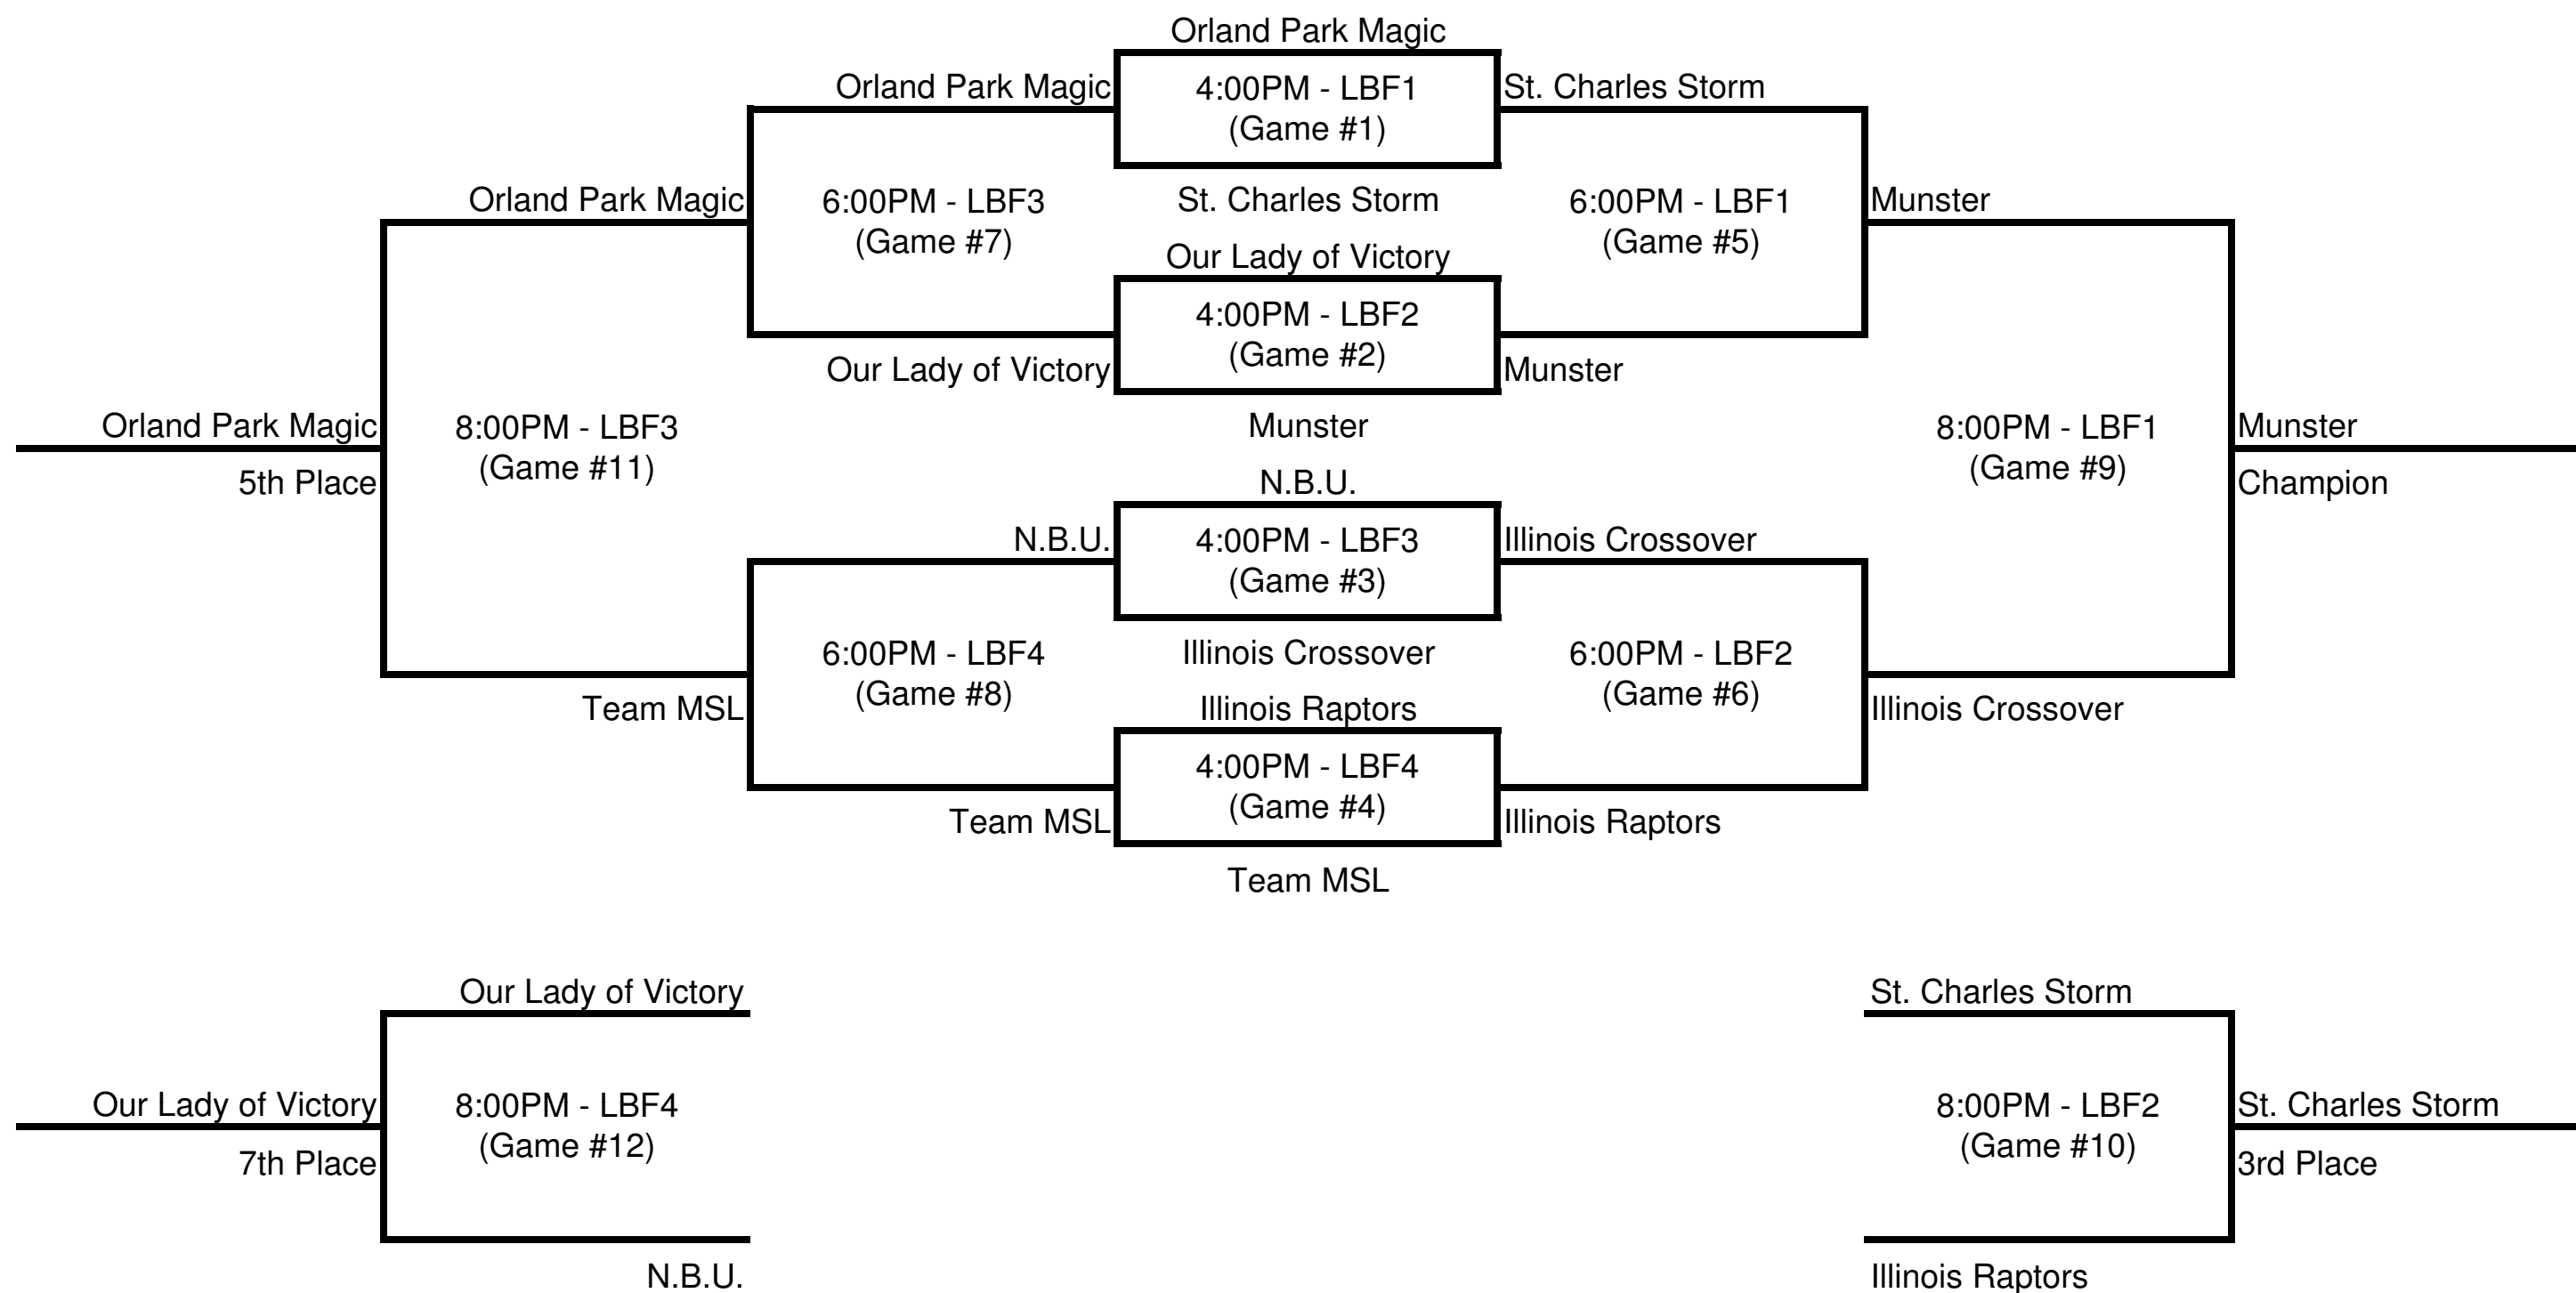 Orland Park Magic
Orland Park Magic
4:00PM - LBF1
(Game #1)
St. Charles Storm
Orland Park Magic
6:00PM - LBF3
(Game #7)
St. Charles Storm
6:00PM - LBF1
(Game #5)
Munster
Our Lady of Victory
4:00PM - LBF2
(Game #2)
Our Lady of Victory
Munster
Orland Park Magic
5th Place
8:00PM - LBF3
(Game #11)
Munster
8:00PM - LBF1
(Game #9)
Munster
Champion
N.B.U.
N.B.U.
4:00PM - LBF3
(Game #3)
Illinois Crossover
Team MSL
6:00PM - LBF4
(Game #8)
Illinois Crossover
6:00PM - LBF2
(Game #6)
Illinois Crossover
Illinois Raptors
4:00PM - LBF4
(Game #4)
Team MSL
Illinois Raptors
Team MSL
Our Lady of Victory
St. Charles Storm
Our Lady of Victory
7th Place
8:00PM - LBF4
(Game #12)
8:00PM - LBF2
(Game #10)
St. Charles Storm
3rd Place
N.B.U.
Illinois Raptors